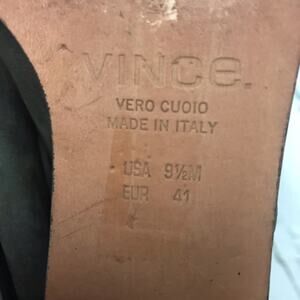 VINCE.
VERO CUOIO
MADE IN ITALY
USA 9½M
EUR 41